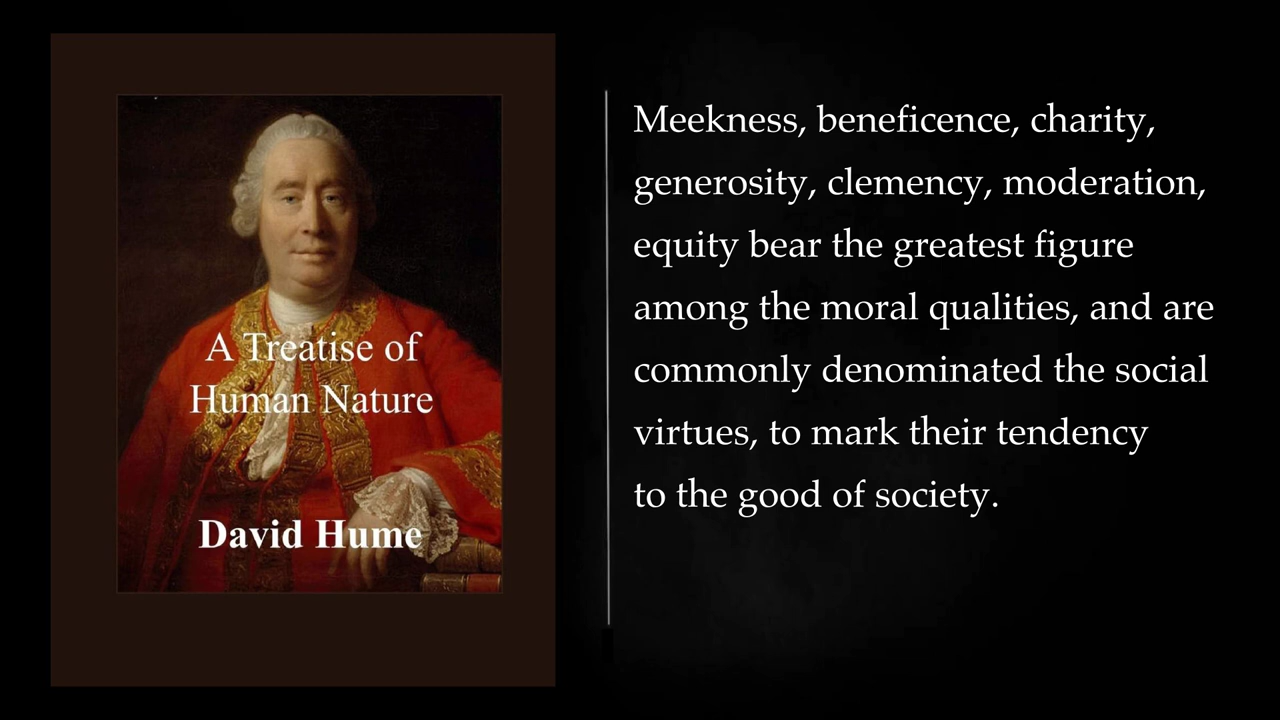 A Treatise of
Human Nature
David Hume
Meekness, beneficence, charity,
generosity, clemency, moderation,
equity bear the greatest figure
among the moral qualities, and are
commonly denominated the social
virtues, to mark their tendency
to the good of society.